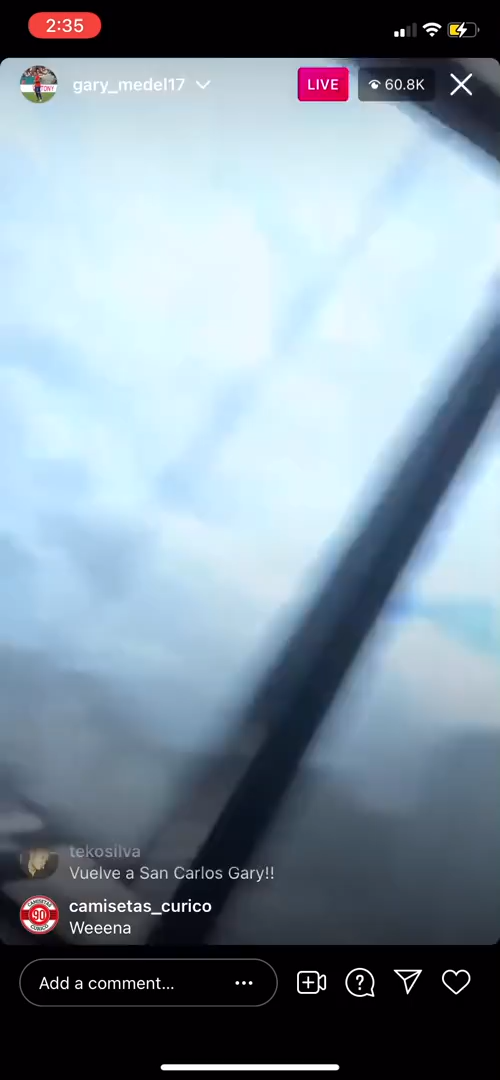 2:35
gary_medel17
LIVE
60.8K
tekosilva
Vuelve a San Carlos Gary!!
camisetas_curico
Weeena
Add a comment...